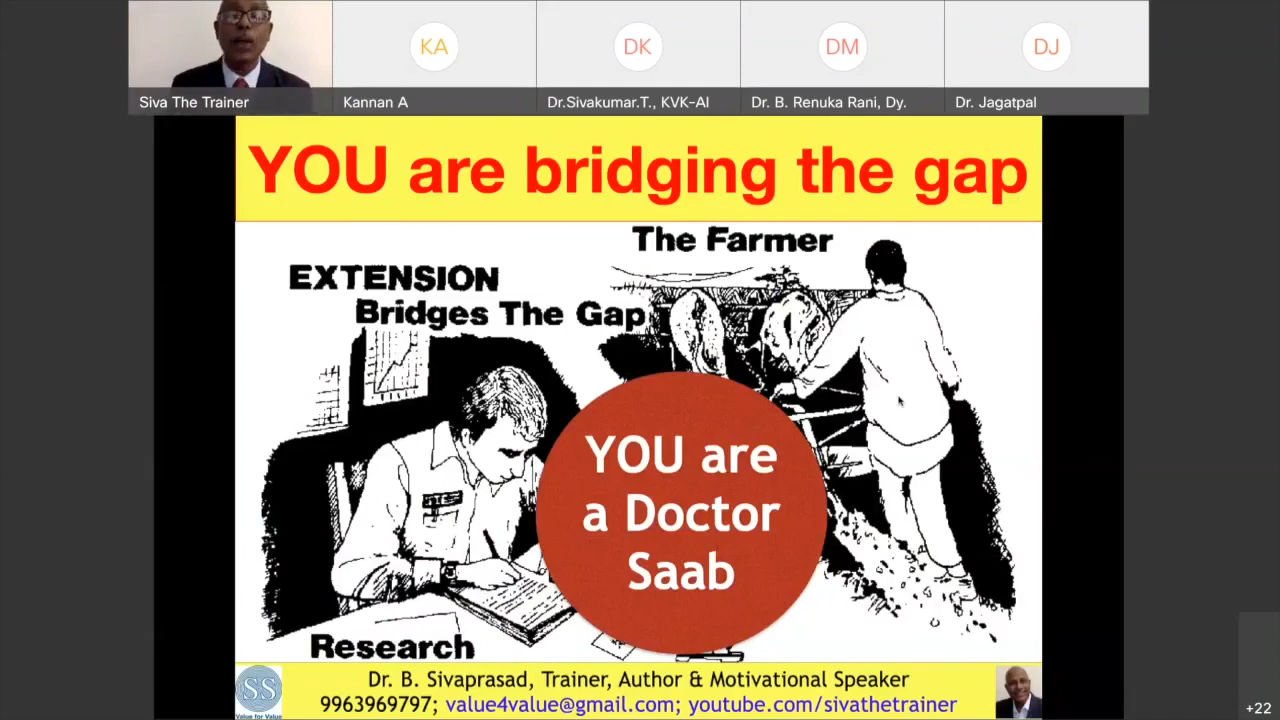 KA
DK
DM
DJ
Siva The Trainer
Kannan A
Dr.Sivakumar.T., KVK-AI
Dr. B. Renuka Rani, Dy.
Dr. Jagatpal
YOU are bridging the gap
The Farmer
EXTENSION
Bridges The Gap
YOU are
a Doctor
Saab
Research
SS
Value for Value
Dr. B. Sivaprasad, Trainer, Author & Motivational Speaker
9963969797; value4value@gmail.com; youtube.com/sivathetrainer
+22